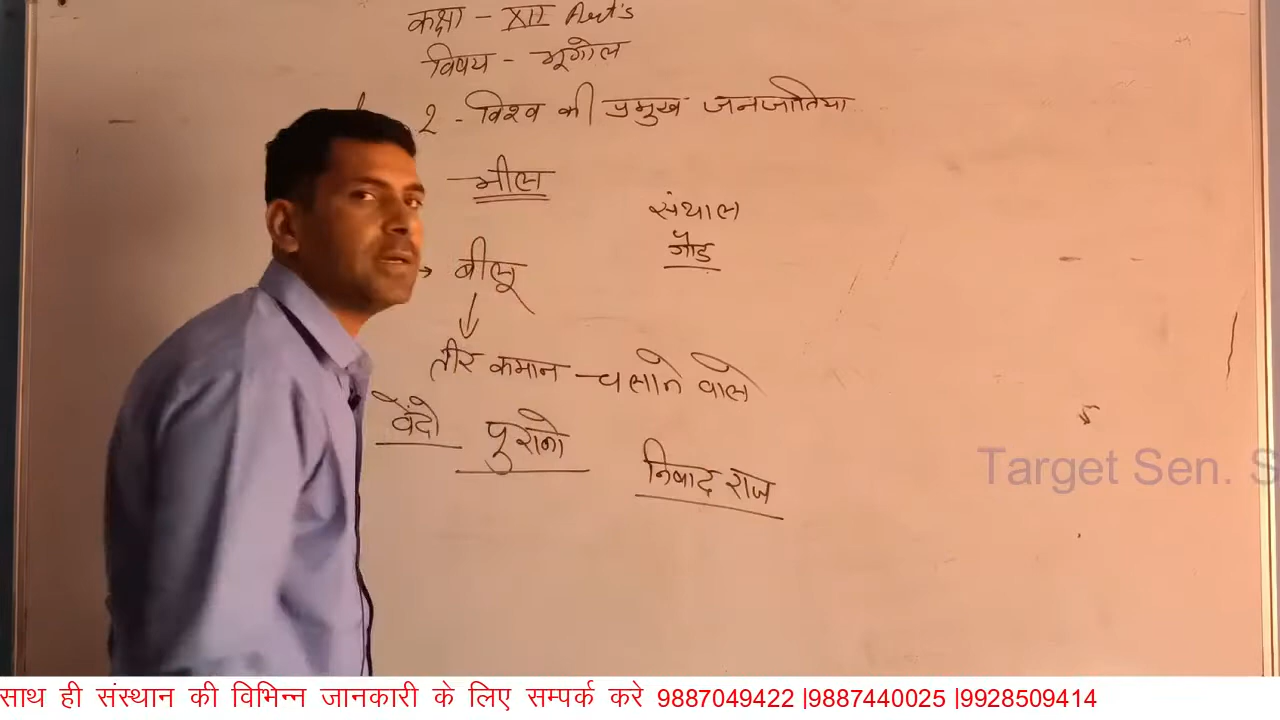 कक्षा - XII Art's
विषय - भूगोल
2 - विश्व की प्रमुख जनजातिया
भील
संथाल
गौड
→ बीलू
↓
तीर कमान चलाने वाले
वेदो पुरानो
निषाद राज
Target Sen. S
साथ ही संस्थान की विभिन्न जानकारी के लिए सम्पर्क करे 9887049422 |9887440025 |9928509414